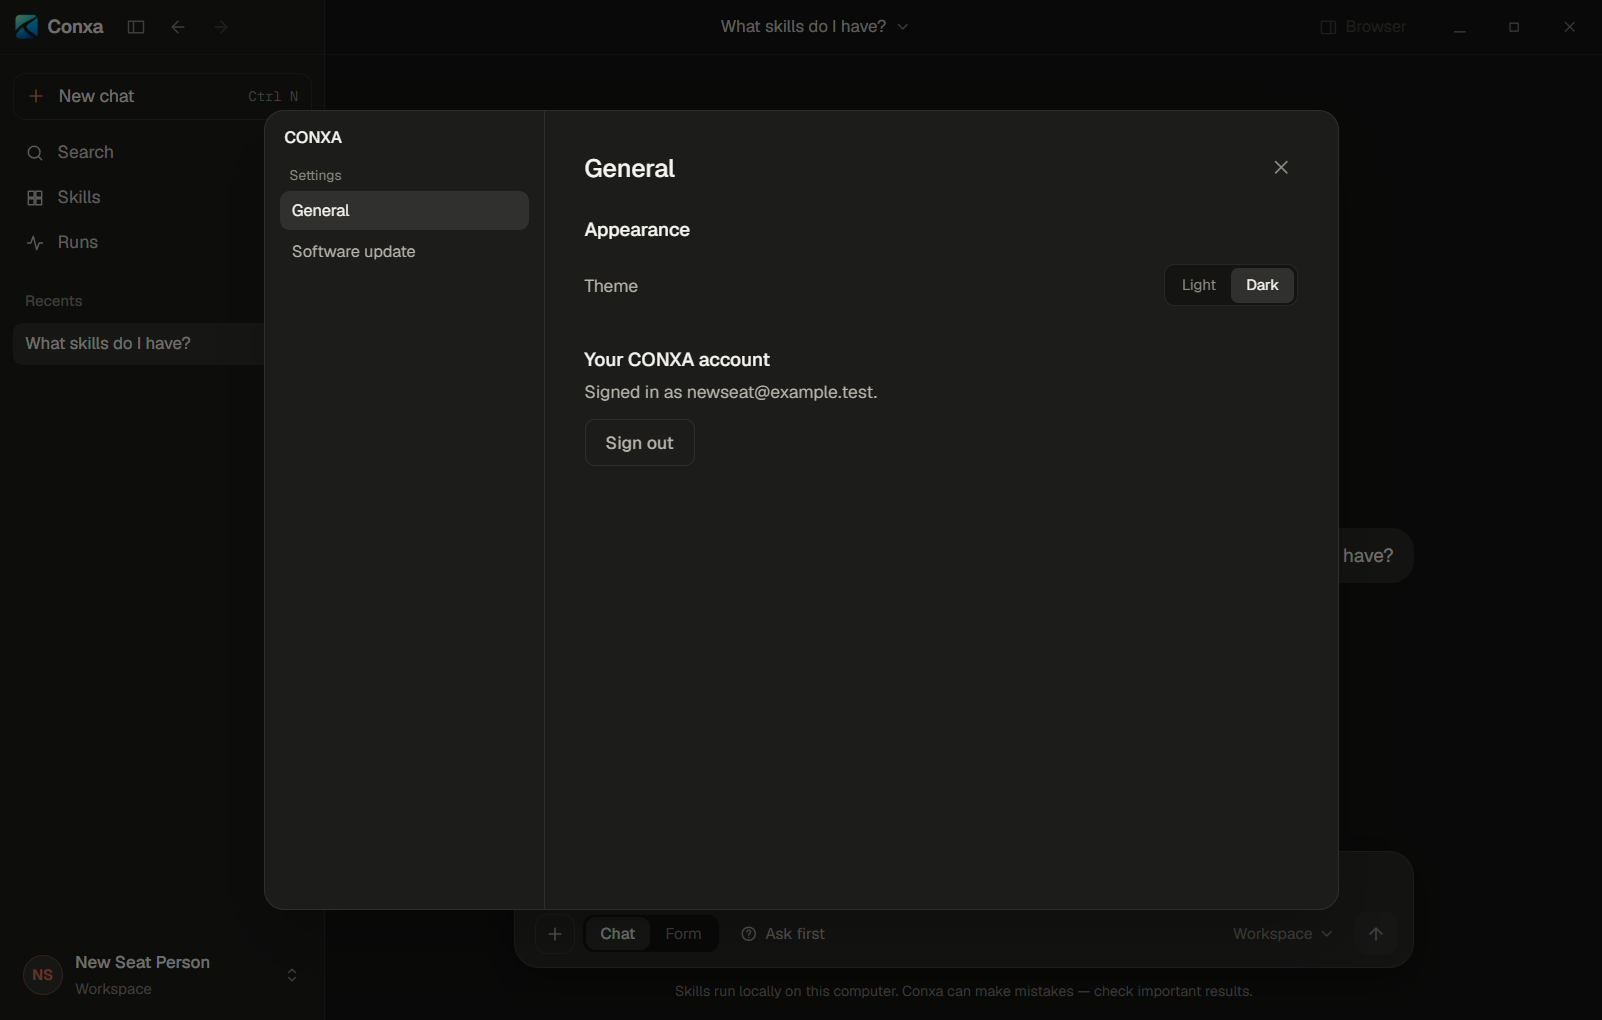 Conxa
What skills do I have?
Browser
New chat
Ctrl N
Search
Skills
Runs
Recents
What skills do I have?
CONXA
Settings
General
Software update
General
Appearance
Theme
Light
Dark
Your CONXA account
Signed in as newseat@example.test.
Sign out
have?
Chat
Form
Ask first
Workspace
Skills run locally on this computer. Conxa can make mistakes — check important results.
NS
New Seat Person
Workspace